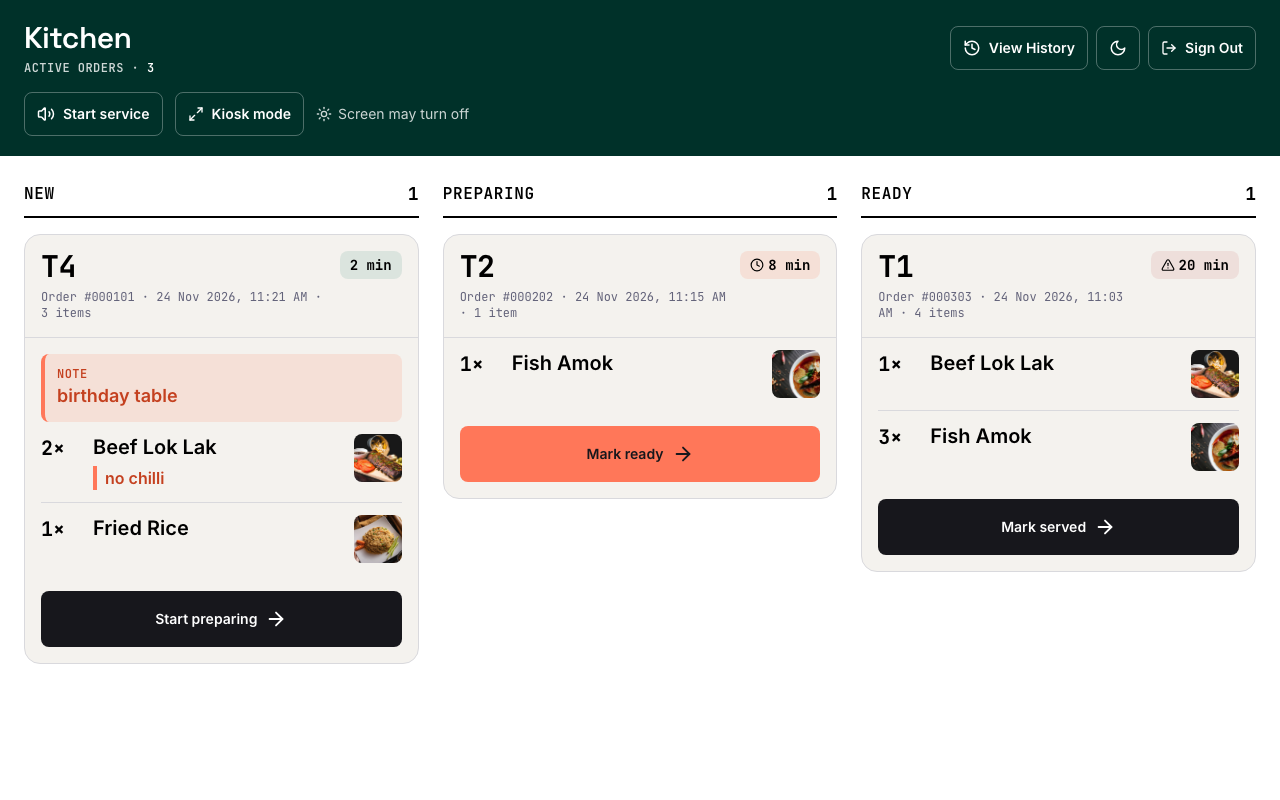 Kitchen
ACTIVE ORDERS · 3
View History
Sign Out
Start service
Kiosk mode
Screen may turn off
NEW 1
T4
2 min
Order #000101 · 24 Nov 2026, 11:21 AM ·
3 items
NOTE
birthday table
2× Beef Lok Lak
no chilli
1× Fried Rice
Start preparing
PREPARING 1
T2
8 min
Order #000202 · 24 Nov 2026, 11:15 AM
· 1 item
1× Fish Amok
Mark ready
READY 1
T1
20 min
Order #000303 · 24 Nov 2026, 11:03
AM · 4 items
1× Beef Lok Lak
3× Fish Amok
Mark served